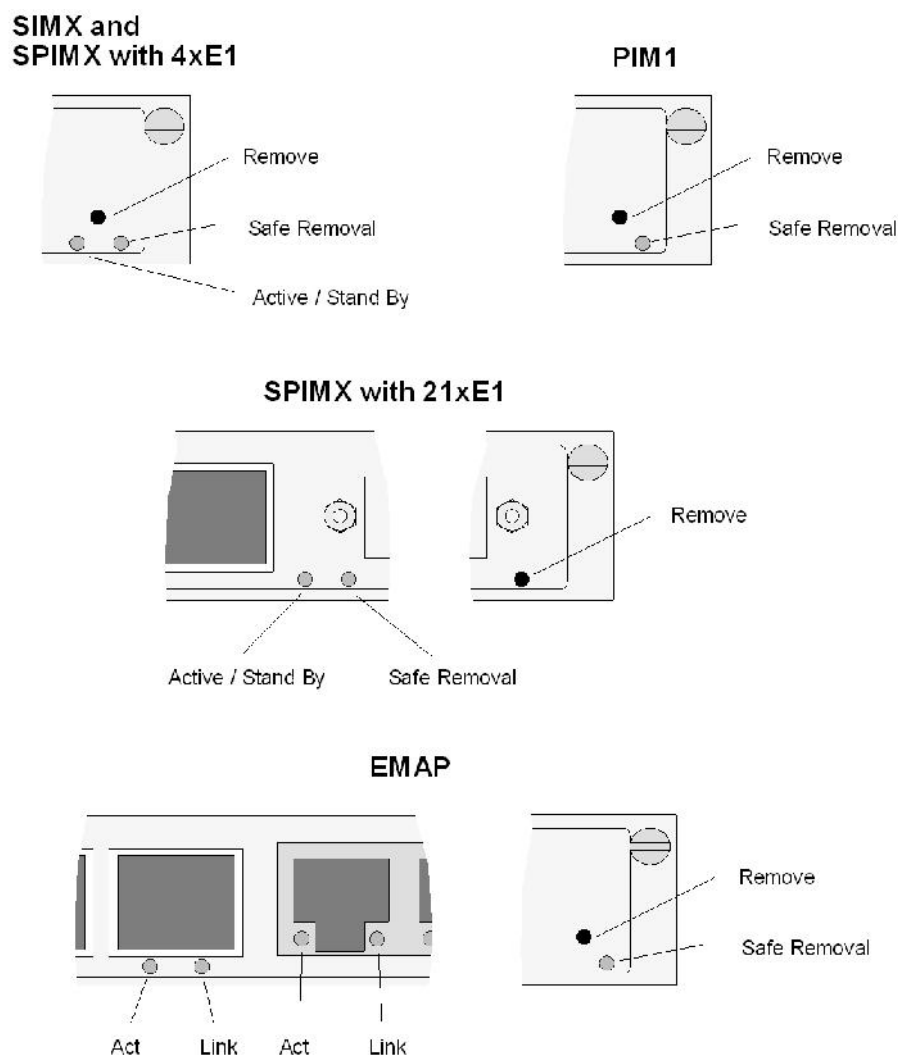 SIMX and
SPIMX with 4xE1
Remove
Safe Removal
Active / Stand By
PIM1
Remove
Safe Removal
SPIMX with 21xE1
Remove
Active / Stand By
Safe Removal
EMAP
Remove
Safe Removal
Act
Link
Act
Link